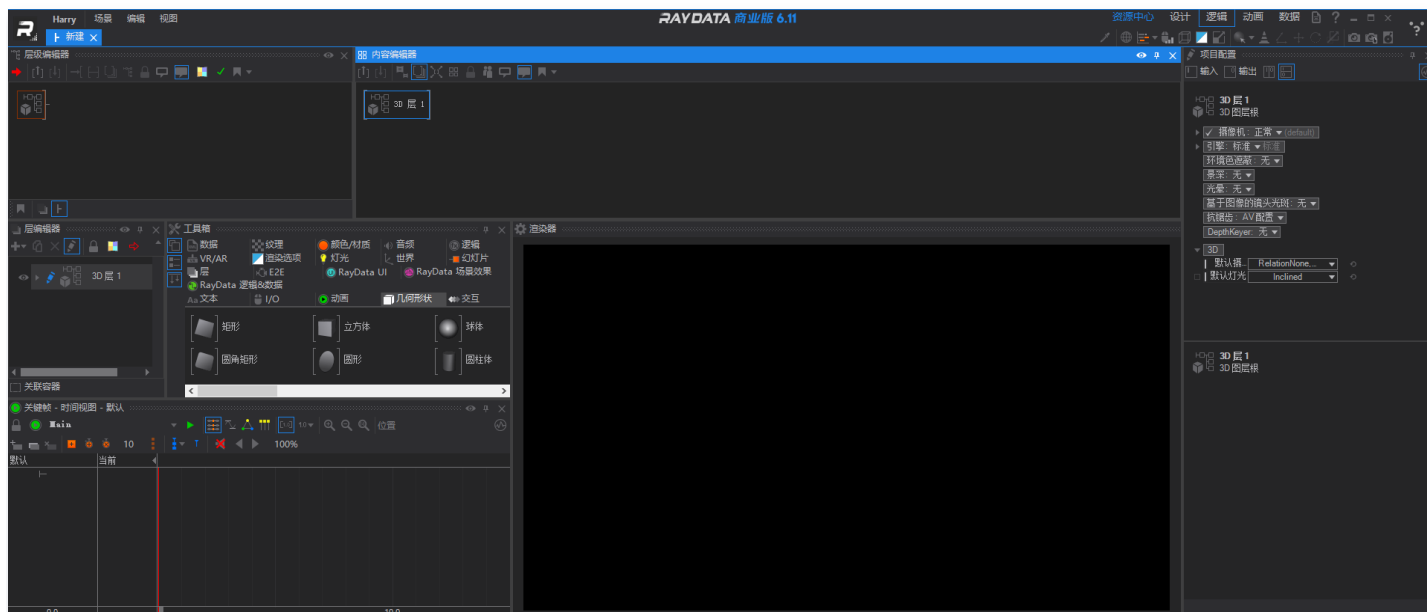 Harry 场景 编辑 视图
RAYDATA 商业版 6.11
资源中心 设计 逻辑 动画 数据
新建
层级编辑器
内容编辑器
项目配置
输入 输出
3D 层 1
3D 层 1
3D 图层根
摄像机: 正常 (default)
引擎: 标准 标准
环境色遮蔽: 无
景深: 无
光晕: 无
基于图像的镜头光斑: 无
抗锯齿: AV配置
DepthKeyer: 无
3D
默认摄.. RelationNone...
默认灯光 Inclined
3D 层 1
3D 图层根
层编辑器
3D 层 1
关联容器
工具箱
数据 纹理 颜色/材质 音频 逻辑
VR/AR 渲染选项 灯光 世界 幻灯片
层 E2E RayData UI RayData 场景效果
RayData 逻辑&数据
Aa 文本 I/O 动画 几何形状 交互
矩形 立方体 球体
圆角矩形 圆形 圆柱体
渲染器
关键帧 - 时间视图 - 默认
Main
位置
10 100%
默认 当前
0.0 10.0